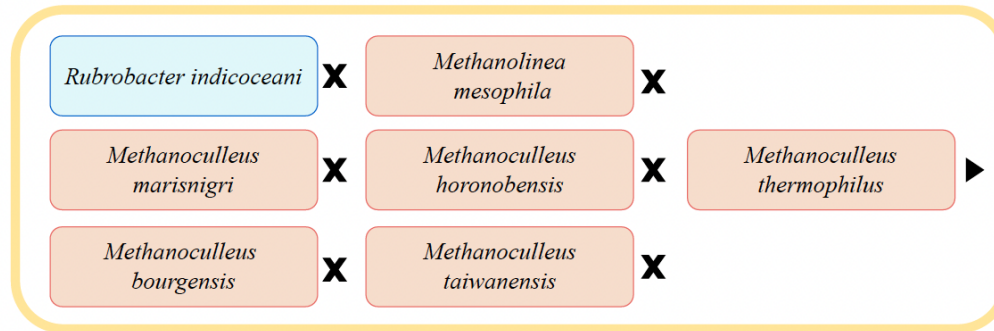 Rubrobacter indicoceani
Methanolinea
mesophila
Methanoculleus
marisnigri
Methanoculleus
horonobensis
Methanoculleus
thermophilus
Methanoculleus
bourgensis
Methanoculleus
taiwanensis